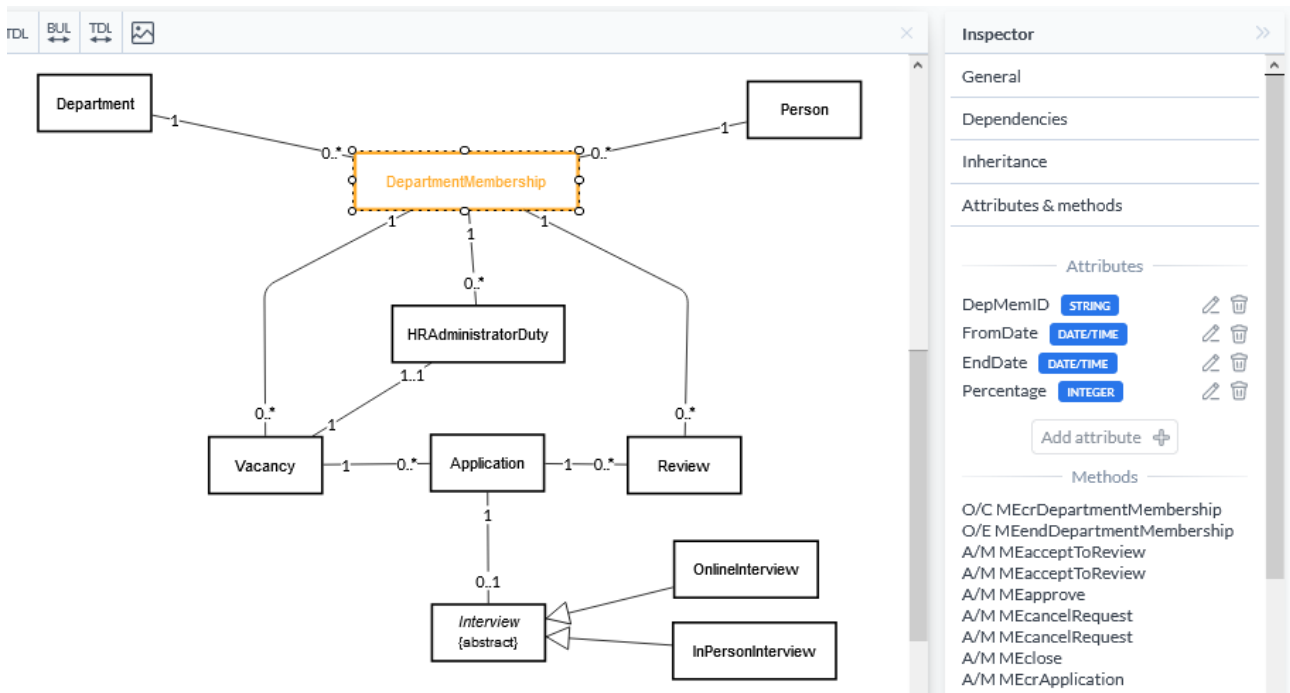 TDL
BUL
TDL
Department
Person
1
1
0..*
0..*
DepartmentMembership
1
1
1
0..*
HRAdministratorDuty
1..1
0..*
0..*
1
Vacancy
1
0..*
Application
1
0..*
Review
1
0..1
OnlineInterview
Interview
{abstract}
InPersonInterview
Inspector
General
Dependencies
Inheritance
Attributes & methods
Attributes
DepMemID STRING
FromDate DATE/TIME
EndDate DATE/TIME
Percentage INTEGER
Add attribute
Methods
O/C MEcrDepartmentMembership
O/E MEendDepartmentMembership
A/M MEacceptToReview
A/M MEacceptToReview
A/M MEapprove
A/M MEcancelRequest
A/M MEcancelRequest
A/M MEclose
A/M MEcrApplication